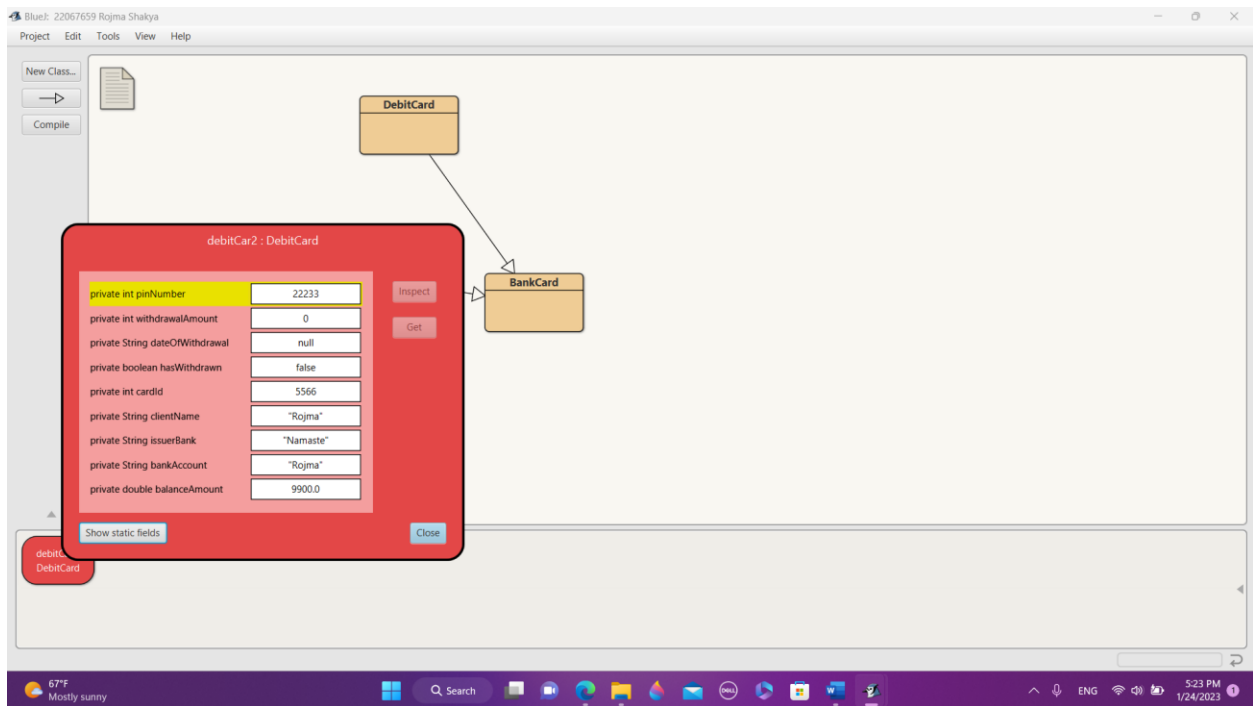 BlueJ: 22067659 Rojma Shakya
Project Edit Tools View Help
New Class...
Compile
DebitCard
BankCard
debitCar2 : DebitCard
private int pinNumber 22233
private int withdrawalAmount 0
private String dateOfWithdrawal null
private boolean hasWithdrawn false
private int cardId 5566
private String clientName "Rojma"
private String issuerBank "Namaste"
private String bankAccount "Rojma"
private double balanceAmount 9900.0
Inspect
Get
Show static fields
Close
DebitCard
67°F
Mostly sunny
Search
DELL
ENG
5:23 PM
1/24/2023
1